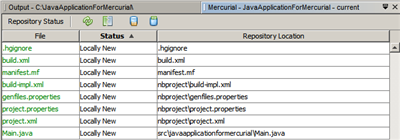 Output - C:\JavaApplicationForMercurial\ Mercurial - JavaApplicationForMercurial - current
Repository Status
File Status Repository Location
.hgignore Locally New .hgignore
build.xml Locally New build.xml
manifest.mf Locally New manifest.mf
build-impl.xml Locally New nbproject\build-impl.xml
genfiles.properties Locally New nbproject\genfiles.properties
project.properties Locally New nbproject\project.properties
project.xml Locally New nbproject\project.xml
Main.java Locally New src\javaapplicationformercurial\Main.java